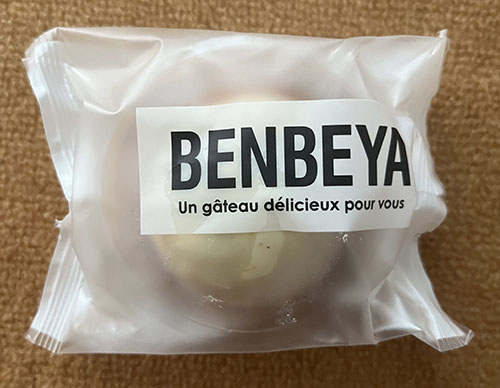 BENBEYA
Un gâteau délicieux pour vous